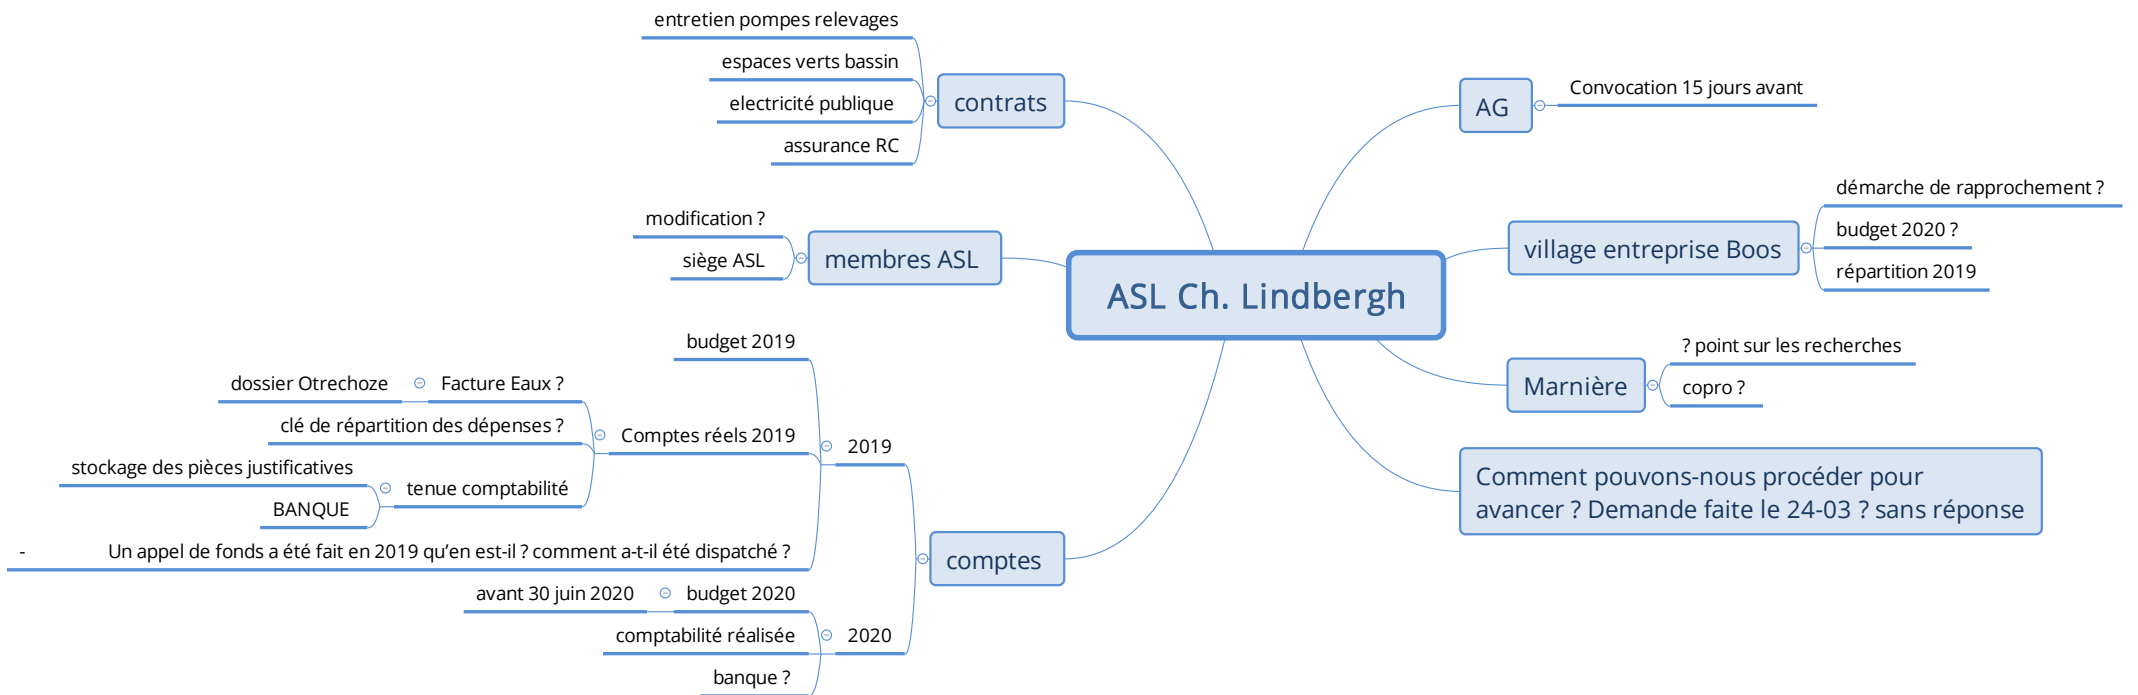 ASL Ch. Lindbergh
AG
Convocation 15 jours avant
village entreprise Boos
démarche de rapprochement ?
budget 2020 ?
répartition 2019
Marnière
? point sur les recherches
copro ?
Comment pouvons-nous procéder pour
avancer ? Demande faite le 24-03 ? sans réponse
contrats
entretien pompes relevages
espaces verts bassin
electricité publique
assurance RC
membres ASL
modification ?
siège ASL
comptes
2019
budget 2019
Comptes réels 2019
Facture Eaux ?
dossier Otrechoze
clé de répartition des dépenses ?
tenue comptabilité
stockage des pièces justificatives
BANQUE
- Un appel de fonds a été fait en 2019 qu’en est-il ? comment a-t-il été dispatché ?
2020
budget 2020
avant 30 juin 2020
comptabilité réalisée
banque ?